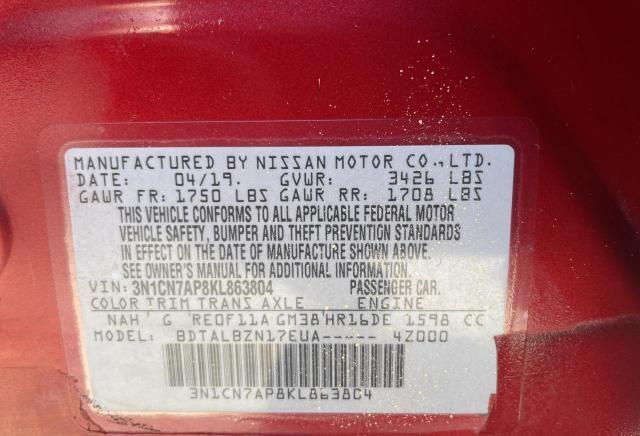 MANUFACTURED BY NISSAN MOTOR CO., LTD.
DATE: 04/19. GVWR: 3426 LBS
GAWR FR: 1750 LBS GAWR RR: 1708 LBS
THIS VEHICLE CONFORMS TO ALL APPLICABLE FEDERAL MOTOR
VEHICLE SAFETY, BUMPER AND THEFT PREVENTION STANDARDS
IN EFFECT ON THE DATE OF MANUFACTURE SHOWN ABOVE.
SEE OWNER'S MANUAL FOR ADDITIONAL INFORMATION.
VIN: 3N1CN7AP8KL863804 PASSENGER CAR.
COLOR TRIM TRANS AXLE ENGINE
NAH G RE0F11A GM38 HR16DE 1598 CC
MODEL: BDTALBZN17EUA----- 4Z000
3N1CN7AP8KL863804